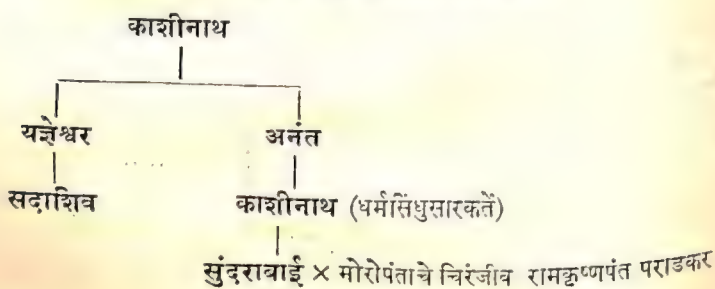 काशीनाथ
यज्ञेश्वर अनंत
सदाशिव काशीनाथ (धर्मसिंधुसारकर्ते)
सुंदराबाई × मोरोपंताचे चिरंजीव रामकृष्णपंत पराडकर